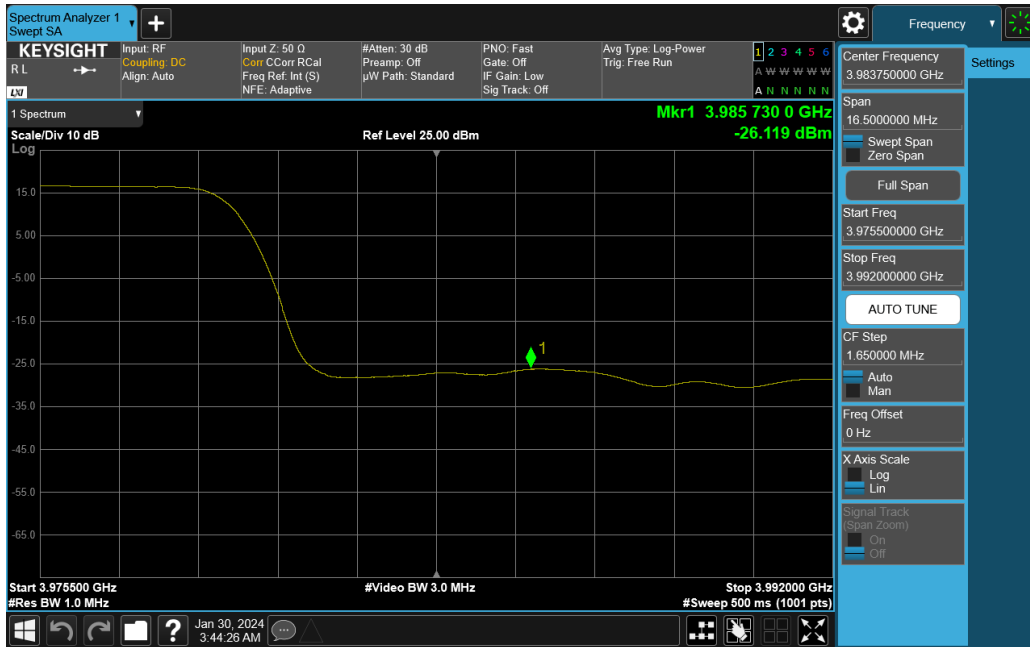 Spectrum Analyzer 1
Swept SA
Frequency
KEYSIGHT
R L
LXI
Input: RF
Coupling: DC
Align: Auto
Input Z: 50 Ω
Corr CCorr RCal
Freq Ref: Int (S)
NFE: Adaptive
#Atten: 30 dB
Preamp: Off
µW Path: Standard
PNO: Fast
Gate: Off
IF Gain: Low
Sig Track: Off
Avg Type: Log-Power
Trig: Free Run
1 2 3 4 5 6
A W W W W W
A N N N N N
Center Frequency
3.983750000 GHz
Settings
Span
16.5000000 MHz
Swept Span
Zero Span
Full Span
Start Freq
3.975500000 GHz
Stop Freq
3.992000000 GHz
AUTO TUNE
CF Step
1.650000 MHz
Auto
Man
Freq Offset
0 Hz
X Axis Scale
Log
Lin
Signal Track
(Span Zoom)
On
Off
1 Spectrum
Mkr1 3.985 730 0 GHz
-26.119 dBm
Scale/Div 10 dB
Ref Level 25.00 dBm
Log
15.0
5.00
-5.00
-15.0
-25.0
-35.0
-45.0
-55.0
-65.0
1
Start 3.975500 GHz
#Video BW 3.0 MHz
Stop 3.992000 GHz
#Res BW 1.0 MHz
#Sweep 500 ms (1001 pts)
?
Jan 30, 2024
3:44:26 AM